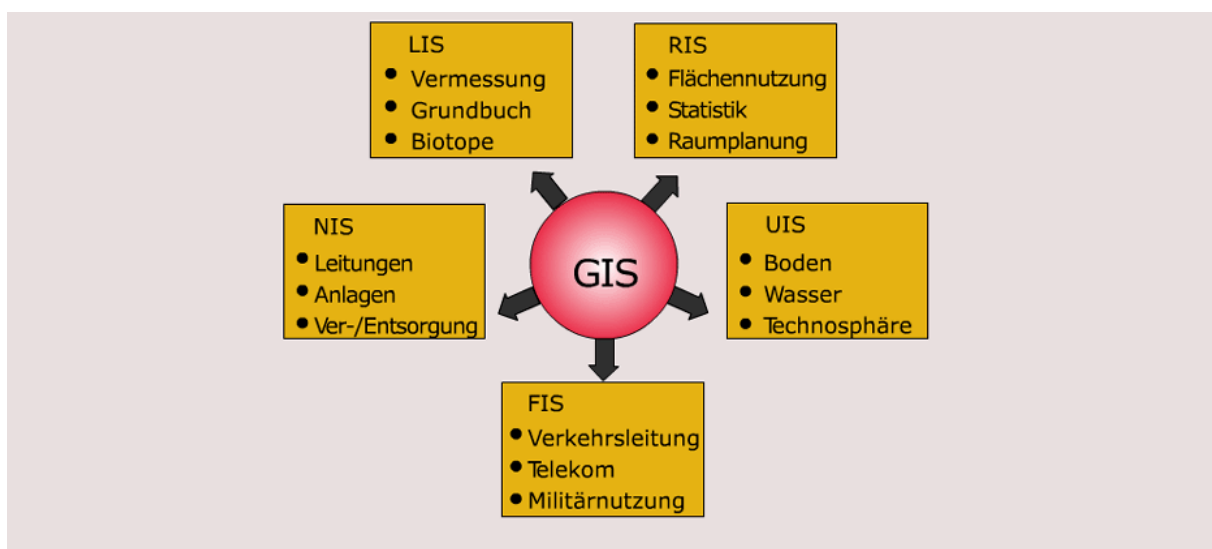 LIS
• Vermessung
• Grundbuch
• Biotope
RIS
• Flächennutzung
• Statistik
• Raumplanung
NIS
• Leitungen
• Anlagen
• Ver-/Entsorgung
GIS
UIS
• Boden
• Wasser
• Technosphäre
FIS
• Verkehrsleitung
• Telekom
• Militärnutzung